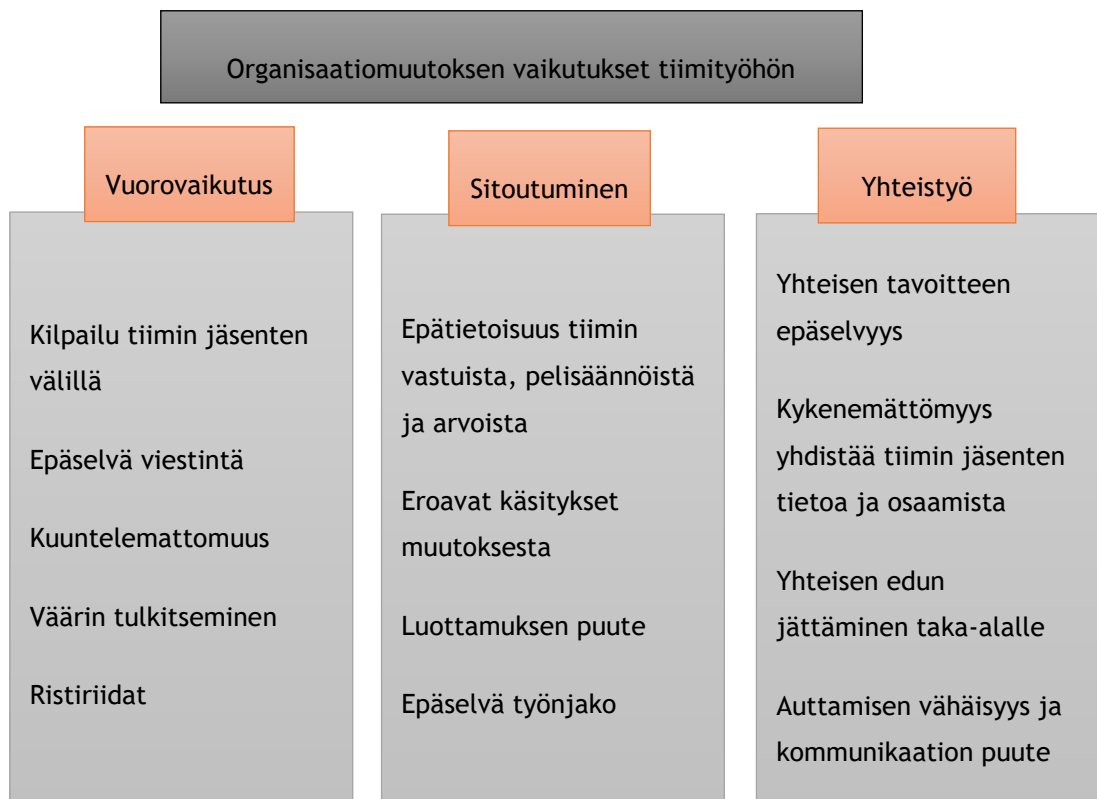 Organisaatiomuutoksen vaikutukset tiimityöhön
Vuorovaikutus
Kilpailu tiimin jäsenten
välillä
Epäselvä viestintä
Kuuntelemattomuus
Väärin tulkitseminen
Ristiriidat
Sitoutuminen
Epätietoisuus tiimin
vastuista, pelisäännöistä
ja arvoista
Eroavat käsitykset
muutoksesta
Luottamuksen puute
Epäselvä työnjako
Yhteistyö
Yhteisen tavoitteen
epäselvyys
Kykenemättömyys
yhdistää tiimin jäsenten
tietoa ja osaamista
Yhteisen edun
jättäminen taka-alalle
Auttamisen vähäisyys ja
kommunikaation puute